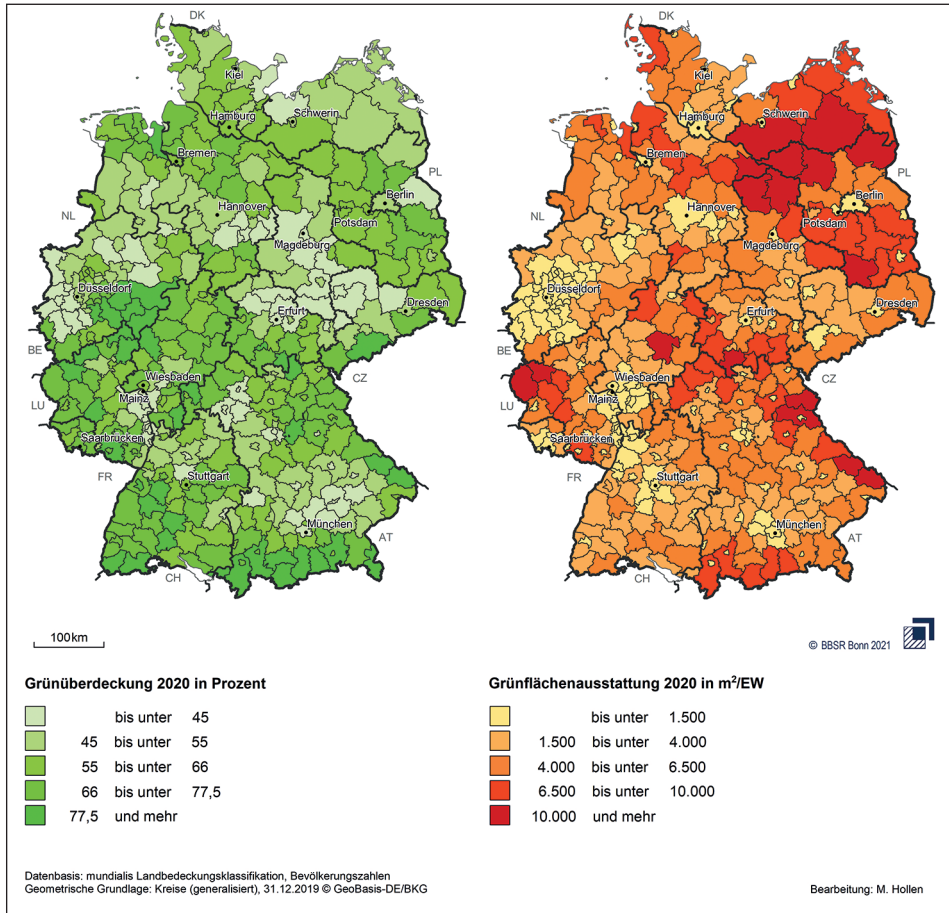 DK
Kiel
Hamburg
Schwerin
Bremen
PL
Berlin
NL
Hannover
Potsdam
Magdeburg
Düsseldorf
Erfurt
Dresden
BE
Wiesbaden
CZ
LU
Mainz
Saarbrücken
FR
Stuttgart
München
AT
CH
DK
Kiel
Hamburg
Schwerin
Bremen
PL
Berlin
NL
Hannover
Potsdam
Magdeburg
Düsseldorf
Erfurt
Dresden
BE
Wiesbaden
CZ
LU
Mainz
Saarbrücken
FR
Stuttgart
München
AT
CH
100 km
© BBSR Bonn 2021
Grünüberdeckung 2020 in Prozent
bis unter 45
45 bis unter 55
55 bis unter 66
66 bis unter 77,5
77,5 und mehr
Grünflächenausstattung 2020 in m²/EW
bis unter 1.500
1.500 bis unter 4.000
4.000 bis unter 6.500
6.500 bis unter 10.000
10.000 und mehr
Datenbasis: mundialis Landbedeckungsklassifikation, Bevölkerungszahlen
Geometrische Grundlage: Kreise (generalisiert), 31.12.2019 © GeoBasis-DE/BKG
Bearbeitung: M. Hollen